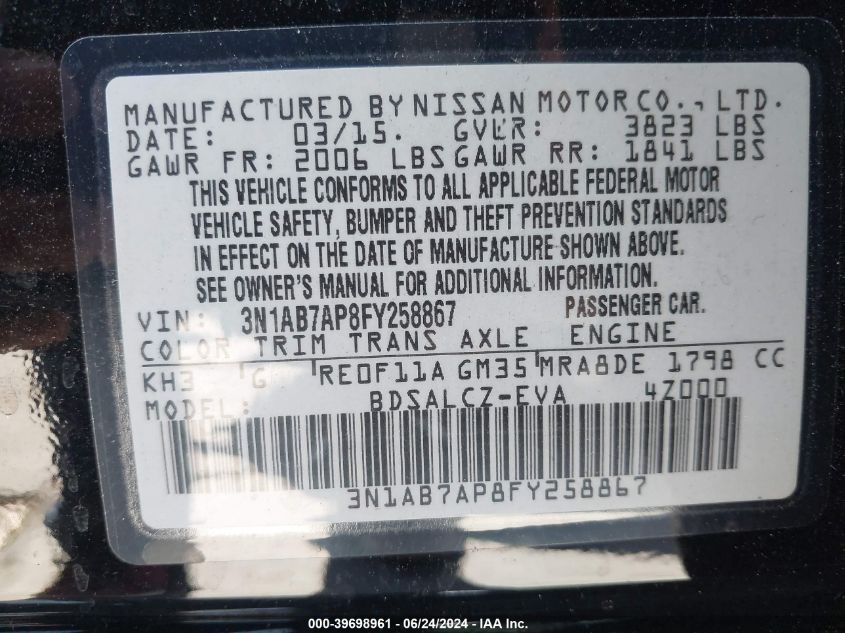 MANUFACTURED BY NISSAN MOTOR CO., LTD.
DATE: 03/15. GVWR: 3823 LBS
GAWR FR: 2006 LBS GAWR RR: 1841 LBS
THIS VEHICLE CONFORMS TO ALL APPLICABLE FEDERAL MOTOR
VEHICLE SAFETY, BUMPER AND THEFT PREVENTION STANDARDS
IN EFFECT ON THE DATE OF MANUFACTURE SHOWN ABOVE.
SEE OWNER'S MANUAL FOR ADDITIONAL INFORMATION.
VIN: 3N1AB7AP8FY258867 PASSENGER CAR.
COLOR TRIM TRANS AXLE ENGINE
KH3 G RE0F11A GM35 MRA8DE 1798 CC
MODEL: BDSALCZ-EVA 4Z000
3N1AB7AP8FY258867
000-39698961 - 06/24/2024 - IAA Inc.